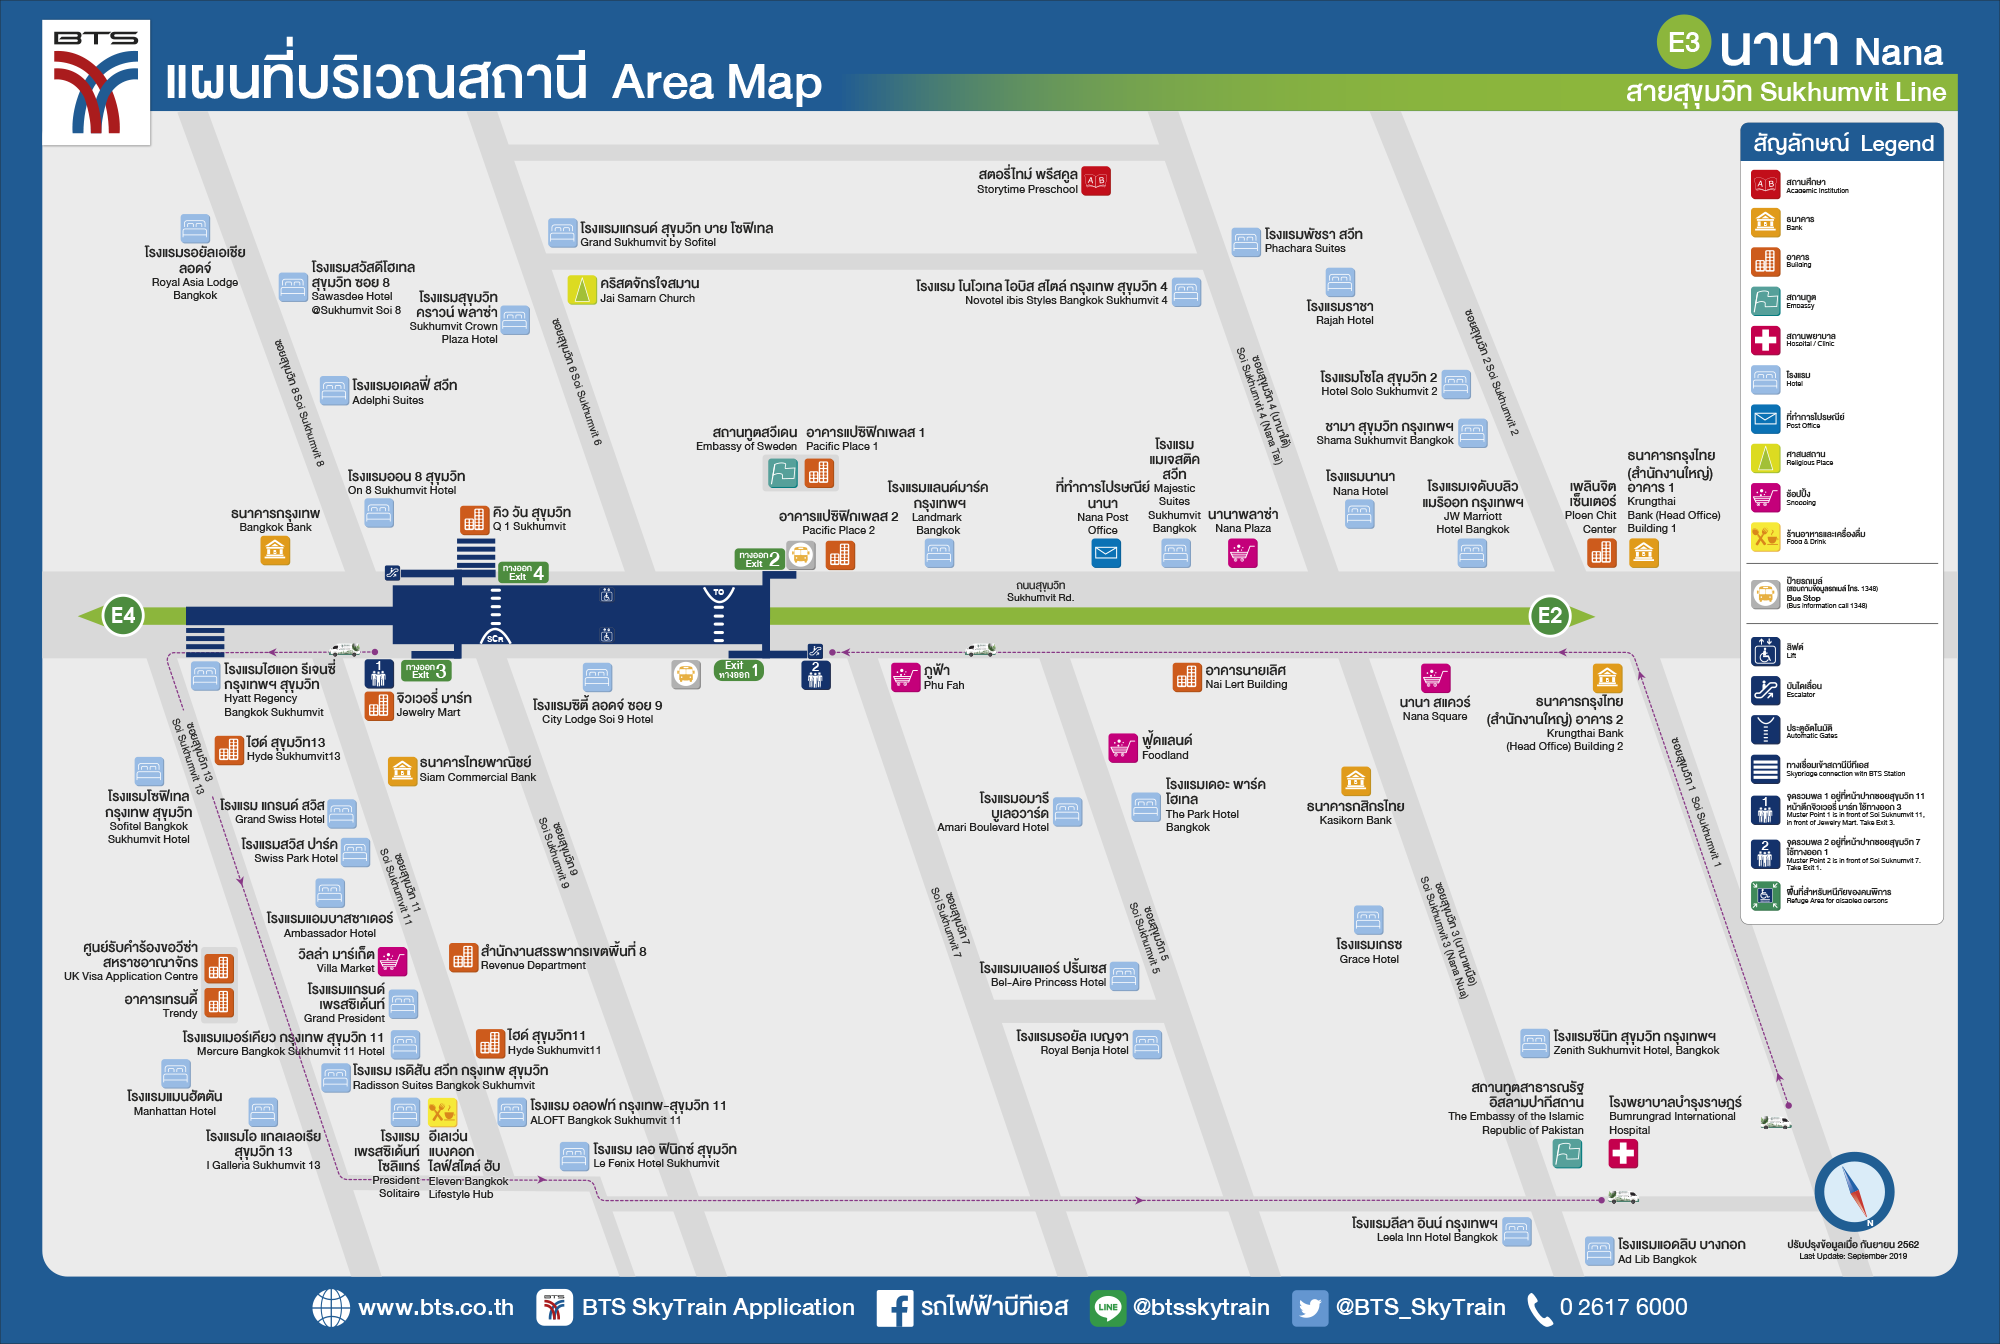 BTS
แผนที่บริเวณสถานี Area Map
E3 นานา Nana
สายสุขุมวิท Sukhumvit Line
สัญลักษณ์ Legend
สถานศึกษา
Academic Institution
ธนาคาร
Bank
อาคาร
Building
สถานทูต
Embassy
สถานพยาบาล
Hospital / Clinic
โรงแรม
Hotel
ที่ทำการไปรษณีย์
Post Office
ศาสนสถาน
Religious Place
ช้อปปิ้ง
Shopping
ร้านอาหารและเครื่องดื่ม
Food & Drink
ป้ายรถเมล์
(สอบถามข้อมูลรถเมล์ โทร. 1348)
Bus Stop
(Bus information call 1348)
ลิฟต์
Lift
บันไดเลื่อน
Escalator
ประตูอัตโนมัติ
Automatic Gates
ทางเชื่อมเข้าสถานีบีทีเอส
Skybridge connection with BTS Station
1
จุดรวมพล 1 อยู่ที่หน้าปากซอยสุขุมวิท 11
หน้าตึกจิวเวอรี่ มาร์ท ใช้ทางออก 3
Muster Point 1 is in front of Soi Sukhumvit 11,
in front of Jewelry Mart. Take Exit 3.
2
จุดรวมพล 2 อยู่ที่หน้าปากซอยสุขุมวิท 7
ใช้ทางออก 1
Muster Point 2 is in front of Soi Sukhumvit 7.
Take Exit 1.
พื้นที่สำหรับหนีภัยของคนพิการ
Refuge Area for disabled persons
สตอรี่ไทม์ พรีสคูล
Storytime Preschool
โรงแรมรอยัลเอเชีย
ลอดจ์
Royal Asia Lodge
Bangkok
โรงแรมสวัสดีโฮเทล
สุขุมวิท ซอย 8
Sawasdee Hotel
@Sukhumvit Soi 8
โรงแรมสุขุมวิท
คราวน์ พลาซ่า
Sukhumvit Crown
Plaza Hotel
โรงแรมแกรนด์ สุขุมวิท บาย โซฟิเทล
Grand Sukhumvit by Sofitel
คริสตจักรใจสมาน
Jai Samarn Church
โรงแรม โนโวเทล ไอบิส สไตล์ กรุงเทพ สุขุมวิท 4
Novotel ibis Styles Bangkok Sukhumvit 4
โรงแรมพัชรา สวีท
Phachara Suites
โรงแรมราชา
Rajah Hotel
โรงแรมอเดลฟี่ สวีท
Adelphi Suites
โรงแรมโซโล สุขุมวิท 2
Hotel Solo Sukhumvit 2
ชามา สุขุมวิท กรุงเทพฯ
Shama Sukhumvit Bangkok
ซอยสุขุมวิท 8 Soi Sukhumvit 8
ซอยสุขุมวิท 6 Soi Sukhumvit 6
ซอยสุขุมวิท 4 (นานาใต้)
Soi Sukhumvit 4 (Nana Tai)
ซอยสุขุมวิท 2 Soi Sukhumvit 2
โรงแรมออน 8 สุขุมวิท
On 8 Sukhumvit Hotel
ธนาคารกรุงเทพ
Bangkok Bank
คิว วัน สุขุมวิท
Q 1 Sukhumvit
สถานทูตสวีเดน
Embassy of Sweden
อาคารแปซิฟิกเพลส 1
Pacific Place 1
อาคารแปซิฟิกเพลส 2
Pacific Place 2
โรงแรมแลนด์มาร์ค
กรุงเทพฯ
Landmark
Bangkok
ที่ทำการไปรษณีย์
นานา
Nana Post
Office
โรงแรม
แมเจสติค
สวีท
Majestic
Suites
Sukhumvit
Bangkok
นานาพลาซ่า
Nana Plaza
โรงแรมนานา
Nana Hotel
โรงแรมเจดับบลิว
แมริออท กรุงเทพฯ
JW Marriott
Hotel Bangkok
เพลินจิต
เซ็นเตอร์
Ploen Chit
Center
ธนาคารกรุงไทย
(สำนักงานใหญ่)
อาคาร 1
Krungthai
Bank (Head Office)
Building 1
ทางออก
Exit 4
ทางออก
Exit 2
E4
SCR
TO
ถนนสุขุมวิท
Sukhumvit Rd.
E2
1
ทางออก
Exit 3
Exit
ทางออก 1
2
โรงแรมไฮแอท รีเจนซี่
กรุงเทพฯ สุขุมวิท
Hyatt Regency
Bangkok Sukhumvit
จิวเวอรี่ มาร์ท
Jewelry Mart
โรงแรมซิตี้ ลอดจ์ ซอย 9
City Lodge Soi 9 Hotel
ภูฟ้า
Phu Fah
อาคารนายเลิศ
Nai Lert Building
นานา สแควร์
Nana Square
ธนาคารกรุงไทย
(สำนักงานใหญ่) อาคาร 2
Krungthai Bank
(Head Office) Building 2
ไฮด์ สุขุมวิท13
Hyde Sukhumvit13
ธนาคารไทยพาณิชย์
Siam Commercial Bank
ฟู้ดแลนด์
Foodland
โรงแรมโซฟิเทล
กรุงเทพ สุขุมวิท
Sofitel Bangkok
Sukhumvit Hotel
โรงแรม แกรนด์ สวิส
Grand Swiss Hotel
โรงแรมสวิส ปาร์ค
Swiss Park Hotel
โรงแรมอมารี
บูเลอวาร์ด
Amari Boulevard Hotel
โรงแรมเดอะ พาร์ค
โฮเทล
The Park Hotel
Bangkok
ธนาคารกสิกรไทย
Kasikorn Bank
ซอยสุขุมวิท 13
Soi Sukhumvit 13
ซอยสุขุมวิท 11
Soi Sukhumvit 11
ซอยสุขุมวิท 9
Soi Sukhumvit 9
ซอยสุขุมวิท 7
Soi Sukhumvit 7
ซอยสุขุมวิท 5
Soi Sukhumvit 5
ซอยสุขุมวิท 3 (นานาเหนือ)
Soi Sukhumvit 3 (Nana Nua)
ซอยสุขุมวิท 1 Soi Sukhumvit 1
โรงแรมแอมบาสซาเดอร์
Ambassador Hotel
ศูนย์รับคำร้องขอวีซ่า
สหราชอาณาจักร
UK Visa Application Centre
อาคารเทรนดี้
Trendy
วิลล่า มาร์เก็ต
Villa Market
สำนักงานสรรพากรเขตพื้นที่ 8
Revenue Department
โรงแรมแกรนด์
เพรสซิเด้นท์
Grand President
โรงแรมเบลแอร์ ปริ้นเซส
Bel-Aire Princess Hotel
โรงแรมเกรซ
Grace Hotel
โรงแรมเมอร์เคียว กรุงเทพ สุขุมวิท 11
Mercure Bangkok Sukhumvit 11 Hotel
ไฮด์ สุขุมวิท11
Hyde Sukhumvit11
โรงแรมรอยัล เบญจา
Royal Benja Hotel
โรงแรมซีนิท สุขุมวิท กรุงเทพฯ
Zenith Sukhumvit Hotel, Bangkok
โรงแรมแมนฮัตตัน
Manhattan Hotel
โรงแรม เรดิสัน สวีท กรุงเทพ สุขุมวิท
Radisson Suites Bangkok Sukhumvit
โรงแรมไอ แกลเลอเรีย
สุขุมวิท 13
I Galleria Sukhumvit 13
โรงแรม
เพรสซิเด้นท์
โซลิแทร์
President
Solitaire
อีเลเว่น
แบงคอก
ไลฟ์สไตล์ ฮับ
Eleven Bangkok
Lifestyle Hub
โรงแรม อลอฟท์ กรุงเทพ-สุขุมวิท 11
ALOFT Bangkok Sukhumvit 11
โรงแรม เลอ ฟินิกซ์ สุขุมวิท
Le Fenix Hotel Sukhumvit
สถานทูตสาธารณรัฐ
อิสลามปากีสถาน
The Embassy of the Islamic
Republic of Pakistan
โรงพยาบาลบำรุงราษฎร์
Bumrungrad International
Hospital
โรงแรมลีลา อินน์ กรุงเทพฯ
Leela Inn Hotel Bangkok
โรงแรมแอดลิบ บางกอก
Ad Lib Bangkok
N
ปรับปรุงข้อมูลเมื่อ กันยายน 2562
Last Update: September 2019
www.bts.co.th
BTS
BTS SkyTrain Application
รถไฟฟ้าบีทีเอส
LINE
@btsskytrain
@BTS_SkyTrain
0 2617 6000